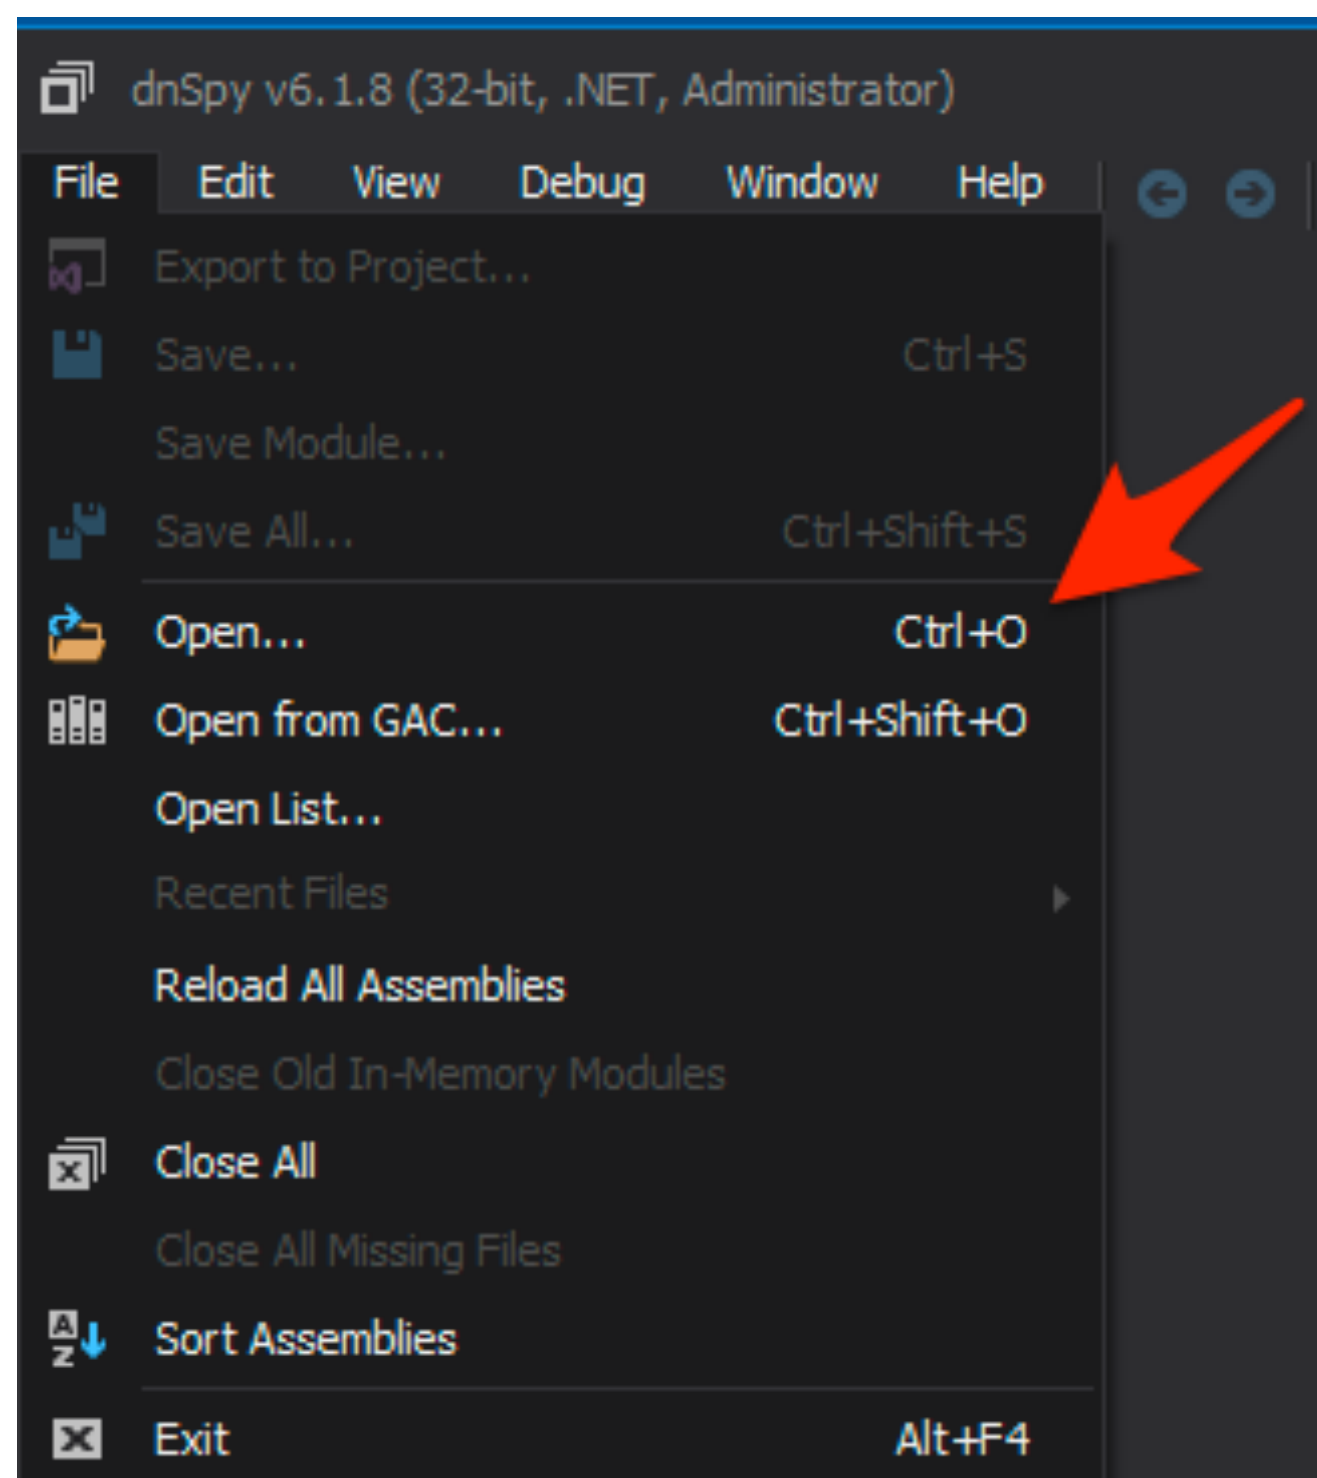 dnSpy v6.1.8 (32-bit, .NET, Administrator)
File Edit View Debug Window Help
Export to Project...
Save... Ctrl+S
Save Module...
Save All... Ctrl+Shift+S
Open... Ctrl+O
Open from GAC... Ctrl+Shift+O
Open List...
Recent Files
Reload All Assemblies
Close Old In-Memory Modules
Close All
Close All Missing Files
Sort Assemblies
Exit Alt+F4